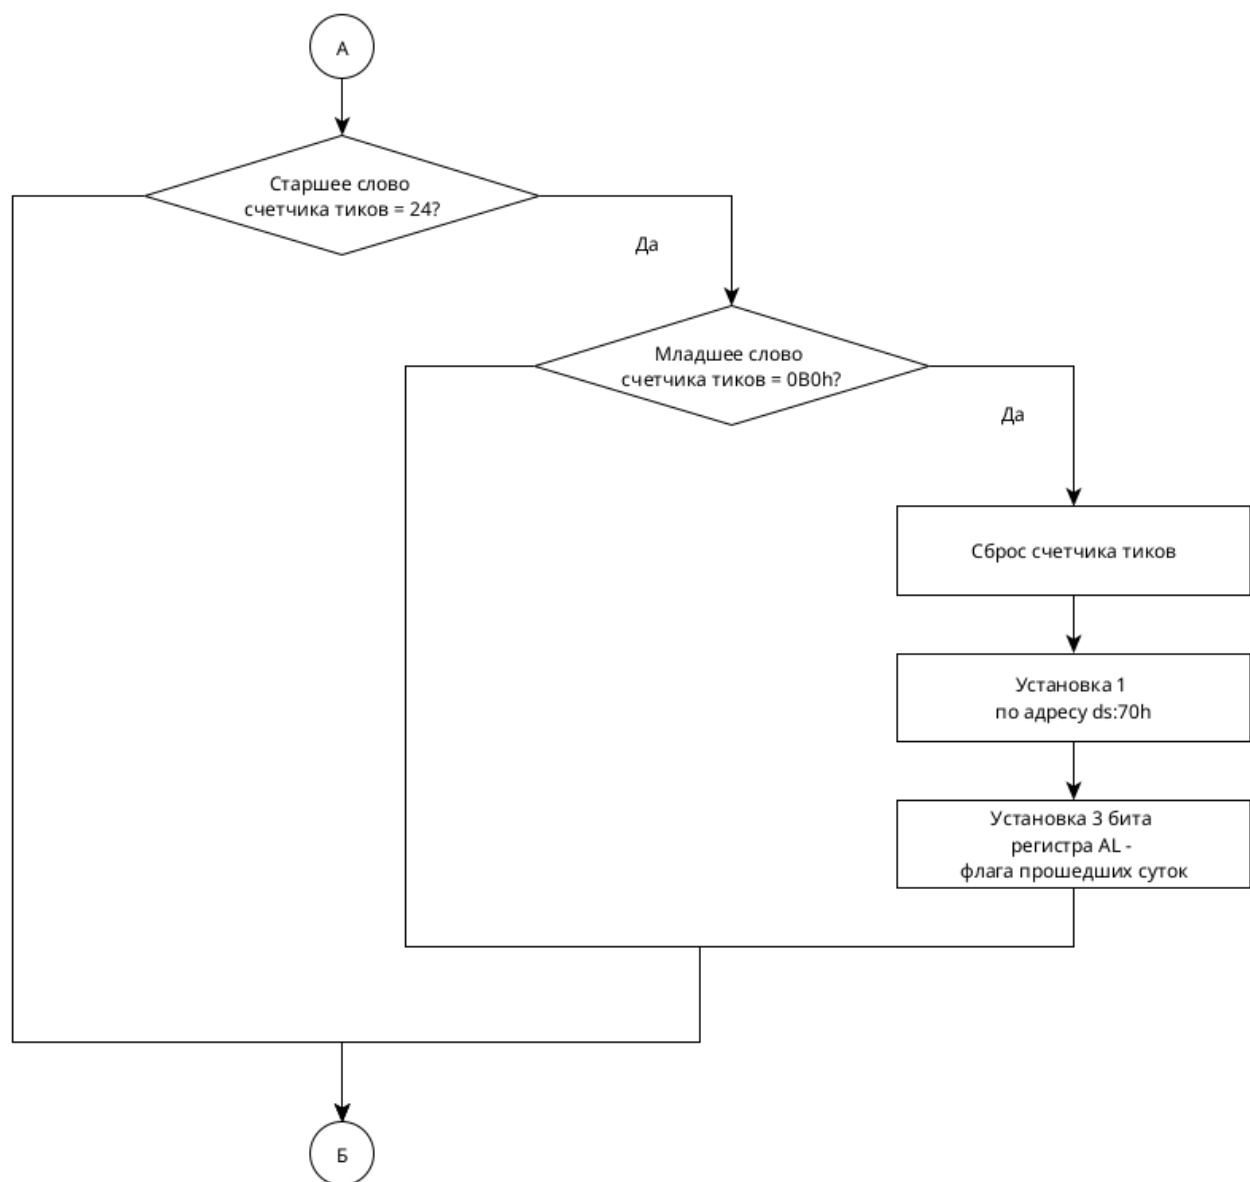 А
Старшее слово
счетчика тиков = 24?
Да
Младшее слово
счетчика тиков = 0B0h?
Да
Сброс счетчика тиков
Установка 1
по адресу ds:70h
Установка 3 бита
регистра AL -
флага прошедших суток
Б